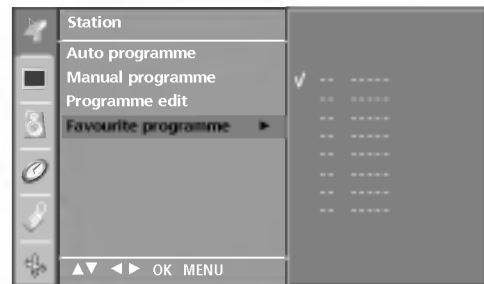 Station
Auto programme
Manual programme
Programme edit
Favourite programme ►
√ -- -----
-- -----
-- -----
-- -----
-- -----
-- -----
-- -----
-- -----
▲▼ ◄► OK MENU